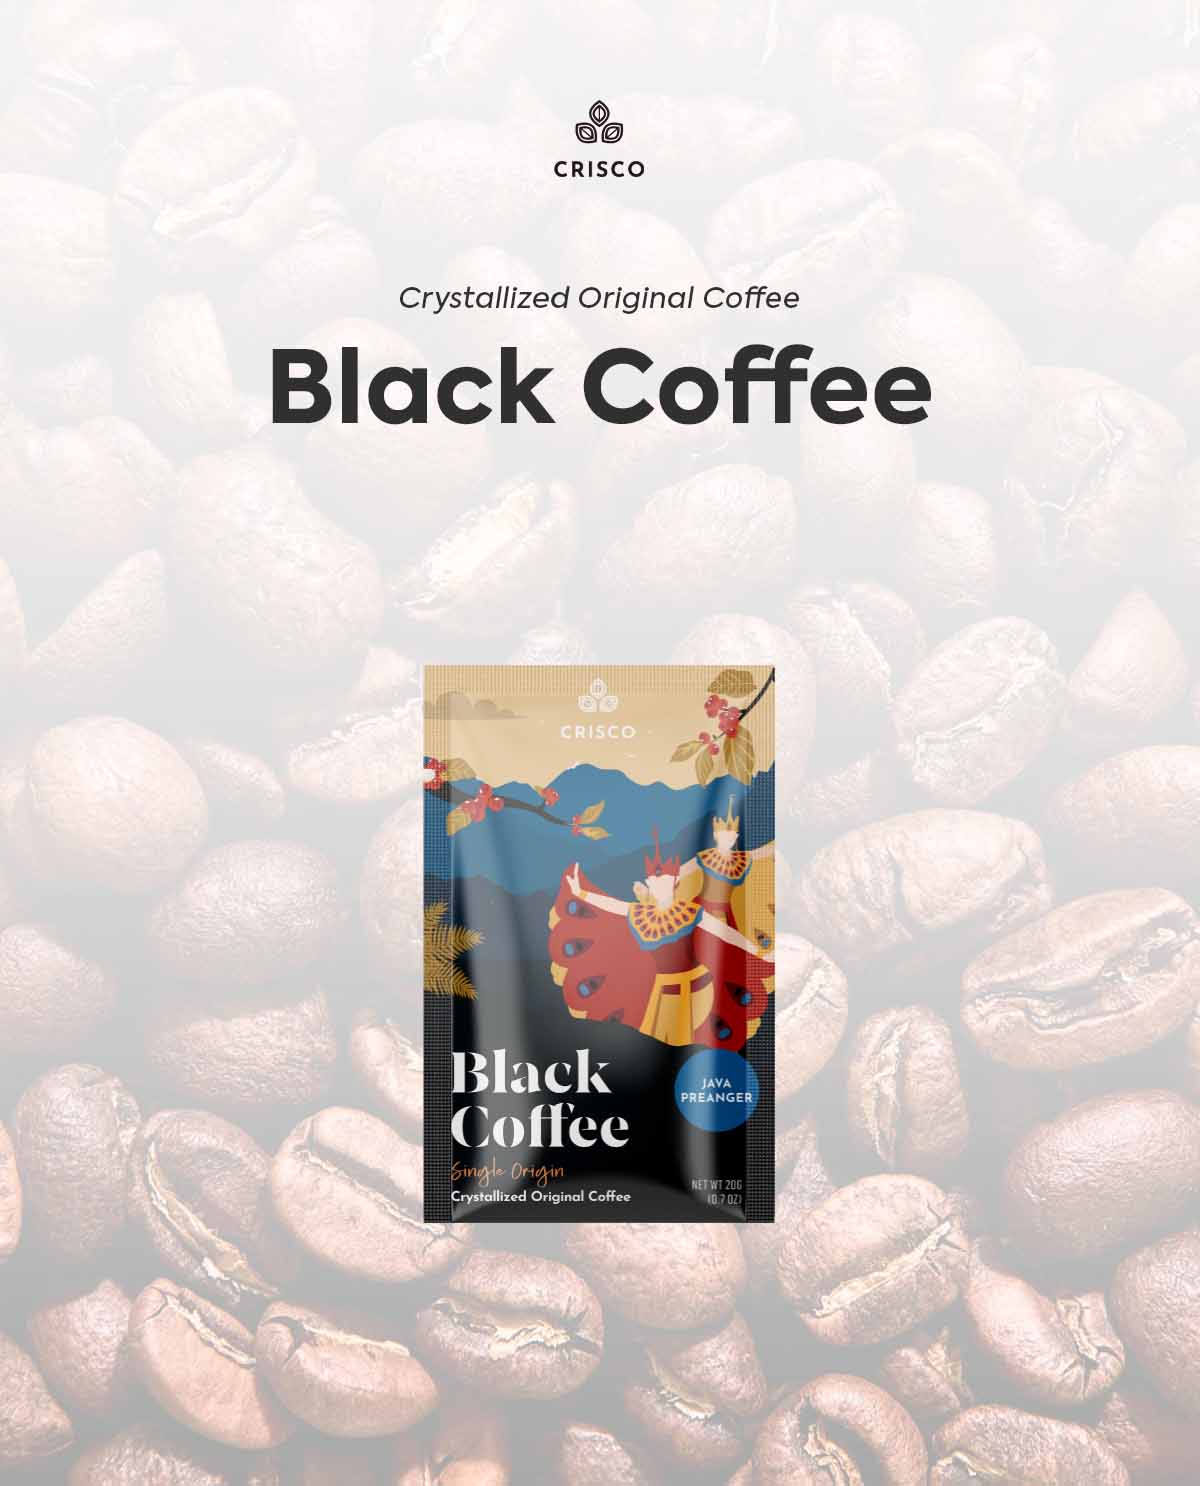 CRISCO
Crystallized Original Coffee
Black Coffee
CRISCO
Black
Coffee
JAVA
PREANGER
Single Origin
Crystallized Original Coffee
NET WT 20G
(0.7 OZ)